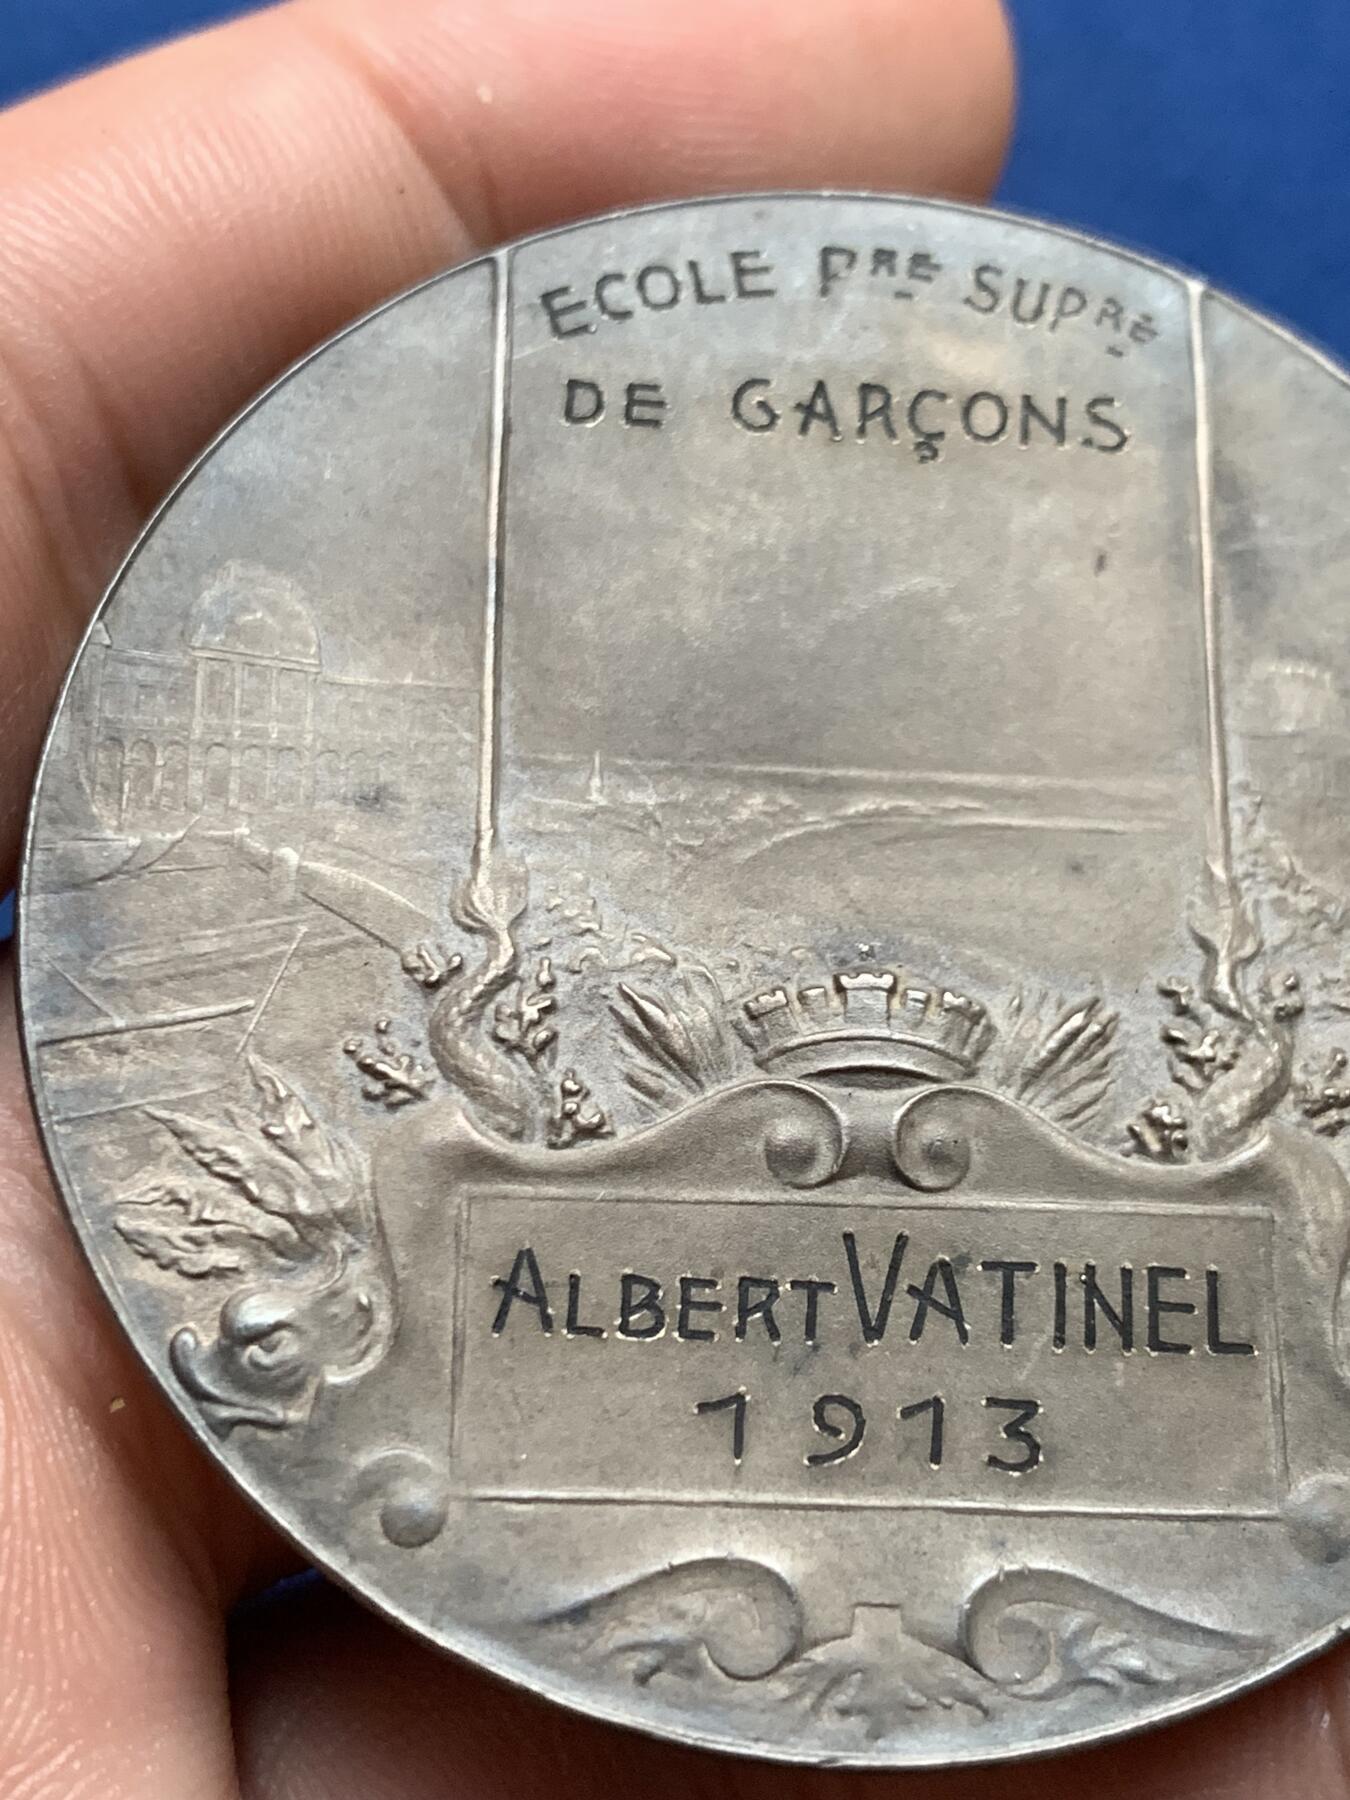 ECOLE PRE SUPRE
DE GARÇONS
ALBERT VATINEL
1913